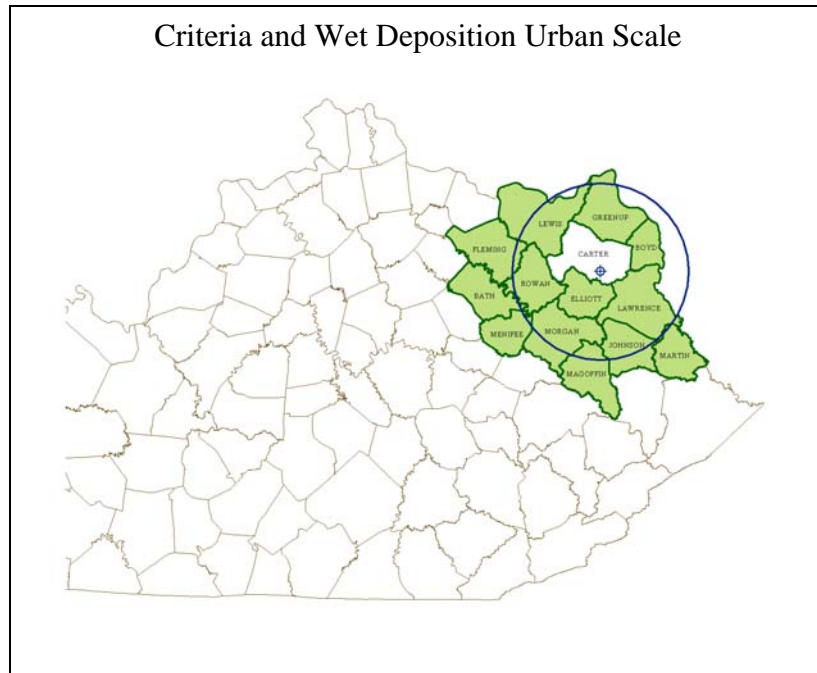 Criteria and Wet Deposition Urban Scale
GREENUP
LEWIS
FLEMING
BOYD
CARTER
ROWAN
BATH
ELLIOTT
LAWRENCE
MENIFEE
MORGAN
JOHNSON
MARTIN
MAGOFFIN